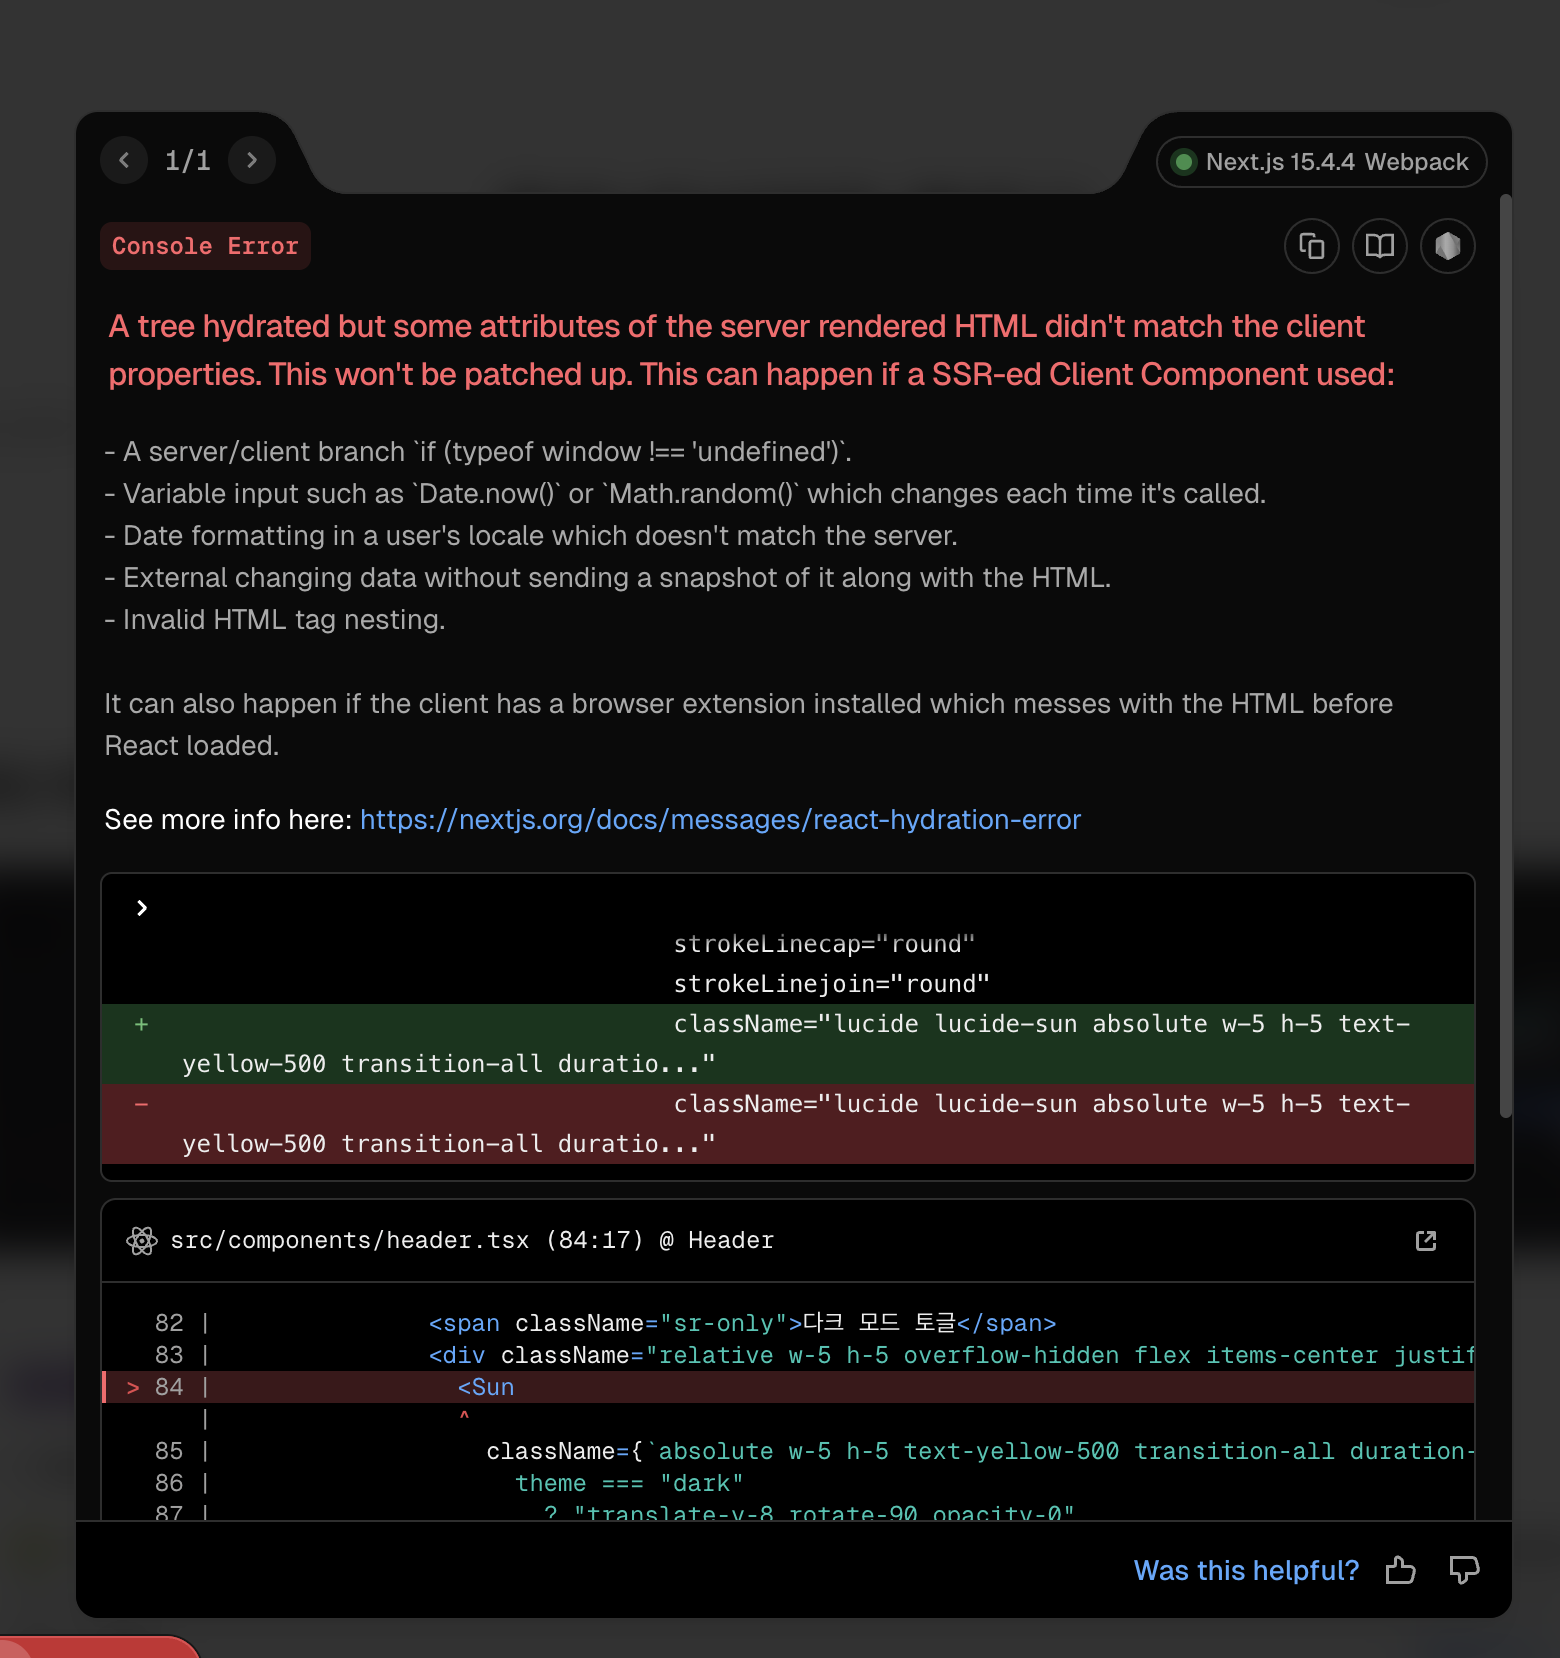 1/1
Next.js 15.4.4 Webpack
Console Error
A tree hydrated but some attributes of the server rendered HTML didn't match the client
properties. This won't be patched up. This can happen if a SSR-ed Client Component used:
- A server/client branch `if (typeof window !== 'undefined')`.
- Variable input such as `Date.now()` or `Math.random()` which changes each time it's called.
- Date formatting in a user's locale which doesn't match the server.
- External changing data without sending a snapshot of it along with the HTML.
- Invalid HTML tag nesting.
It can also happen if the client has a browser extension installed which messes with the HTML before
React loaded.
See more info here: https://nextjs.org/docs/messages/react-hydration-error
strokeLinecap="round"
strokeLinejoin="round"
+ className="lucide lucide-sun absolute w-5 h-5 text-
yellow-500 transition-all duratio..."
- className="lucide lucide-sun absolute w-5 h-5 text-
yellow-500 transition-all duratio..."
src/components/header.tsx (84:17) @ Header
82 | <span className="sr-only">다크 모드 토글</span>
83 | <div className="relative w-5 h-5 overflow-hidden flex items-center justif
> 84 | <Sun
| ^
85 | className={`absolute w-5 h-5 text-yellow-500 transition-all duration-
86 | theme === "dark"
87 | ? "translate-y-8 rotate-90 opacity-0"
Was this helpful?